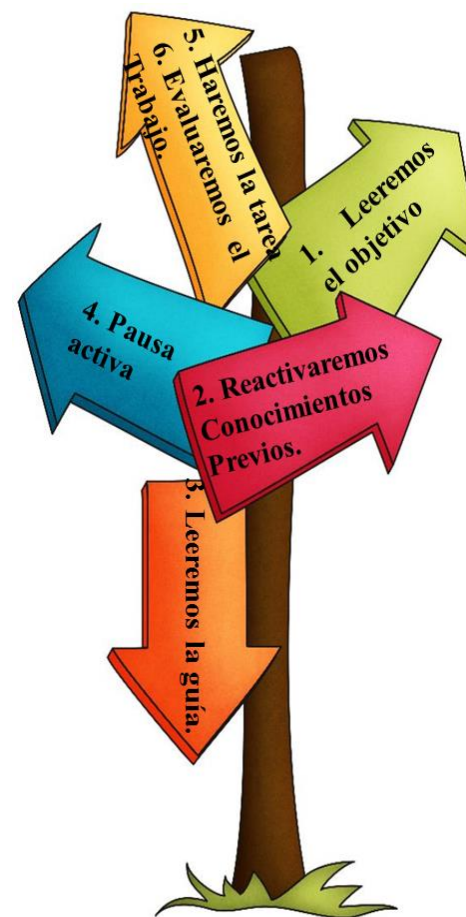 1. Leeremos
el objetivo
2. Reactivaremos
Conocimientos
Previos.
3. Leeremos la guía.
4. Pausa
activa
5. Haremos la tarea
6. Evaluaremos el
Trabajo.